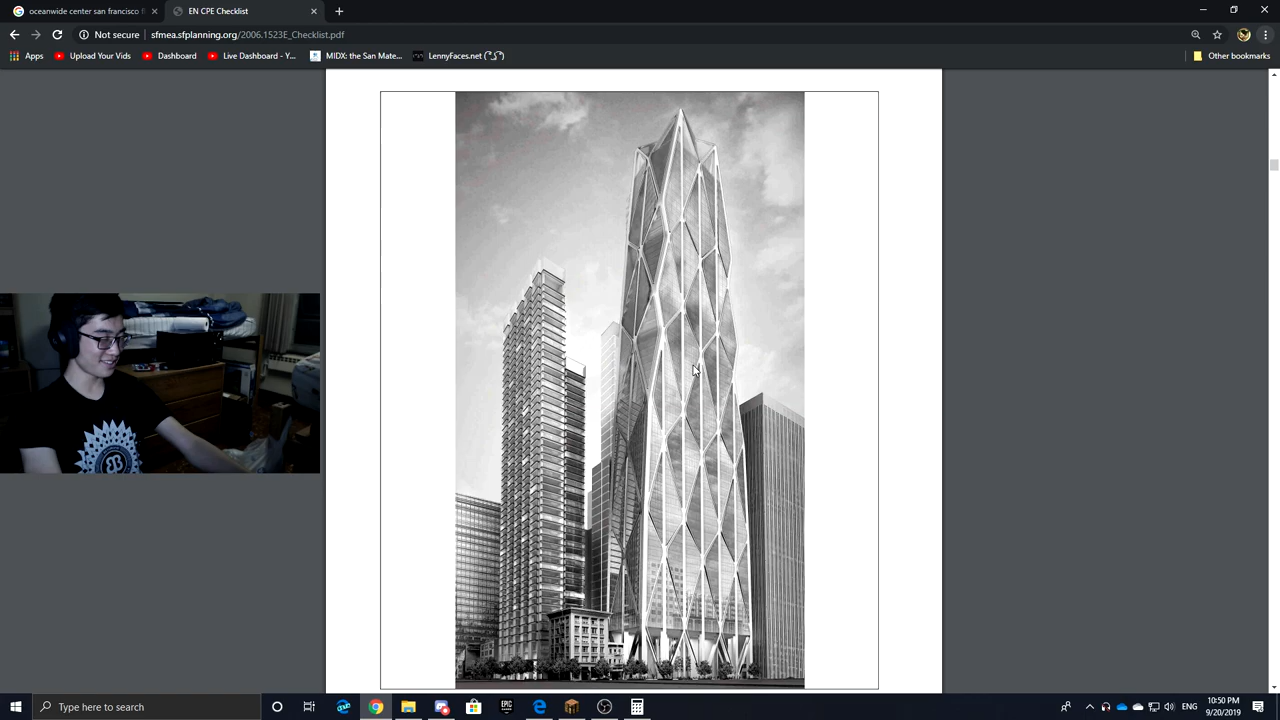 oceanwide center san francisco f
EN CPE Checklist
Not secure
sfmea.sfplanning.org/2006.1523E_Checklist.pdf
Apps
Upload Your Vids
Dashboard
Live Dashboard - Y...
MIDX: the San Mate...
LennyFaces.net ( ͡° ͜ʖ ͡°)
Other bookmarks
Type here to search
ENG
10:50 PM
9/20/2019